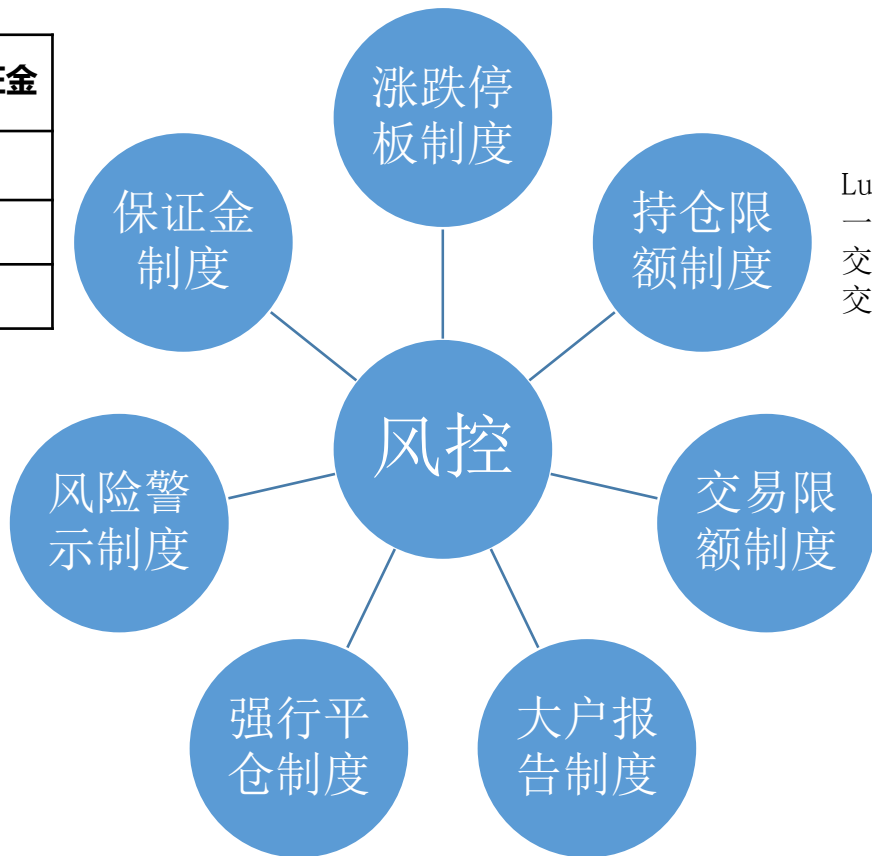 证金
涨跌停
板制度
保证金
制度
持仓限
额制度
Lu
一
交
交
风控
风险警
示制度
交易限
额制度
强行平
仓制度
大户报
告制度